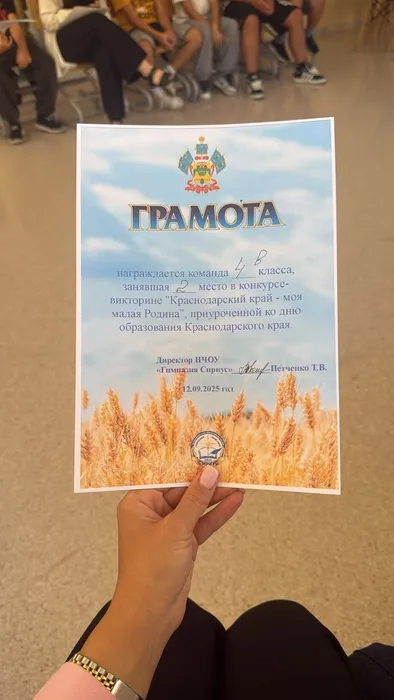 ГРАМОТА
награждается команда 4 В класса,
занявшая 2 место в конкурсе-
викторине "Краснодарский край - моя
малая Родина", приуроченной ко дню
образования Краснодарского края.
Директор НЧОУ
«Гимназия Сириус» Петченко Т.В.
12.09.2025 год